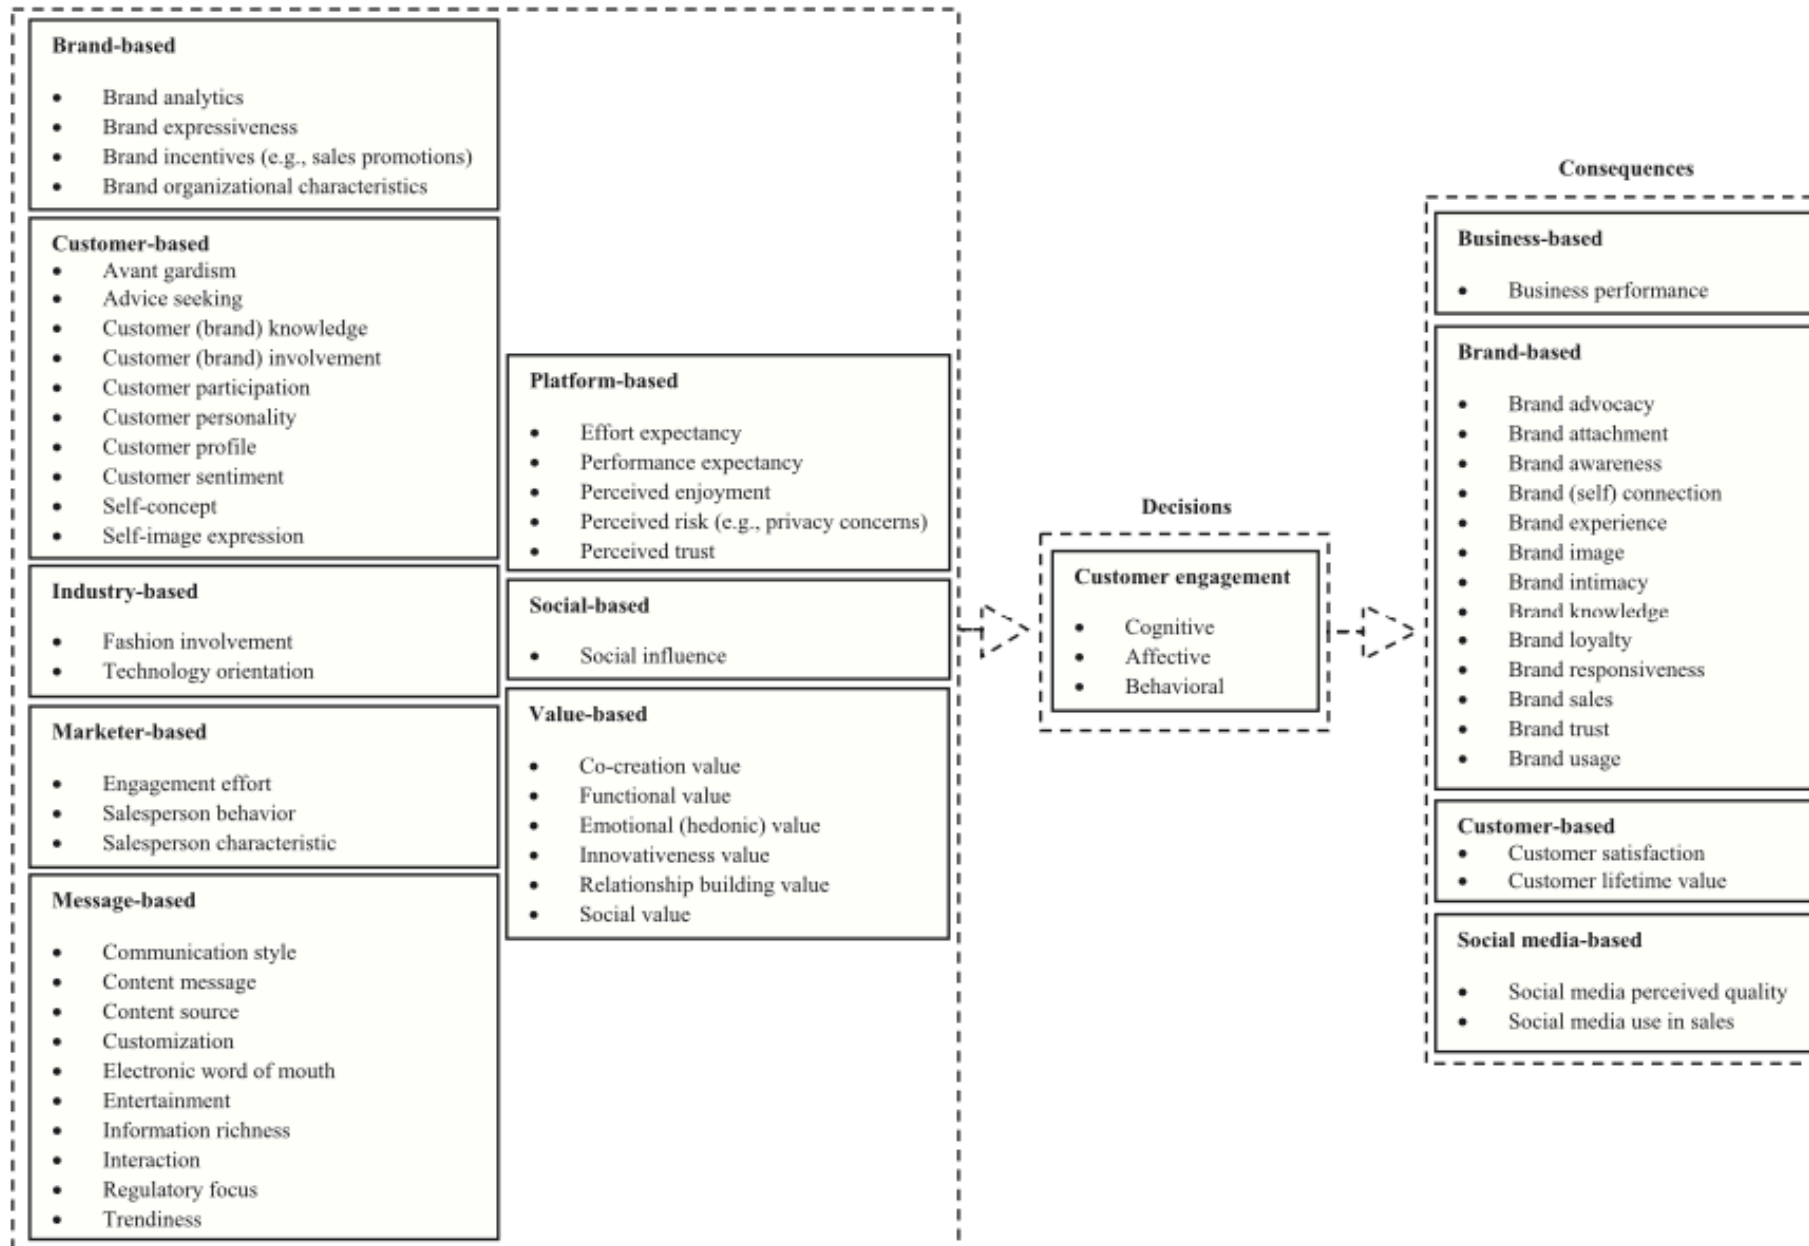 Brand-based
• Brand analytics
• Brand expressiveness
• Brand incentives (e.g., sales promotions)
• Brand organizational characteristics
Customer-based
• Avant gardism
• Advice seeking
• Customer (brand) knowledge
• Customer (brand) involvement
• Customer participation
• Customer personality
• Customer profile
• Customer sentiment
• Self-concept
• Self-image expression
Industry-based
• Fashion involvement
• Technology orientation
Marketer-based
• Engagement effort
• Salesperson behavior
• Salesperson characteristic
Message-based
• Communication style
• Content message
• Content source
• Customization
• Electronic word of mouth
• Entertainment
• Information richness
• Interaction
• Regulatory focus
• Trendiness
Platform-based
• Effort expectancy
• Performance expectancy
• Perceived enjoyment
• Perceived risk (e.g., privacy concerns)
• Perceived trust
Social-based
• Social influence
Value-based
• Co-creation value
• Functional value
• Emotional (hedonic) value
• Innovativeness value
• Relationship building value
• Social value
Decisions
Customer engagement
• Cognitive
• Affective
• Behavioral
Consequences
Business-based
• Business performance
Brand-based
• Brand advocacy
• Brand attachment
• Brand awareness
• Brand (self) connection
• Brand experience
• Brand image
• Brand intimacy
• Brand knowledge
• Brand loyalty
• Brand responsiveness
• Brand sales
• Brand trust
• Brand usage
Customer-based
• Customer satisfaction
• Customer lifetime value
Social media-based
• Social media perceived quality
• Social media use in sales